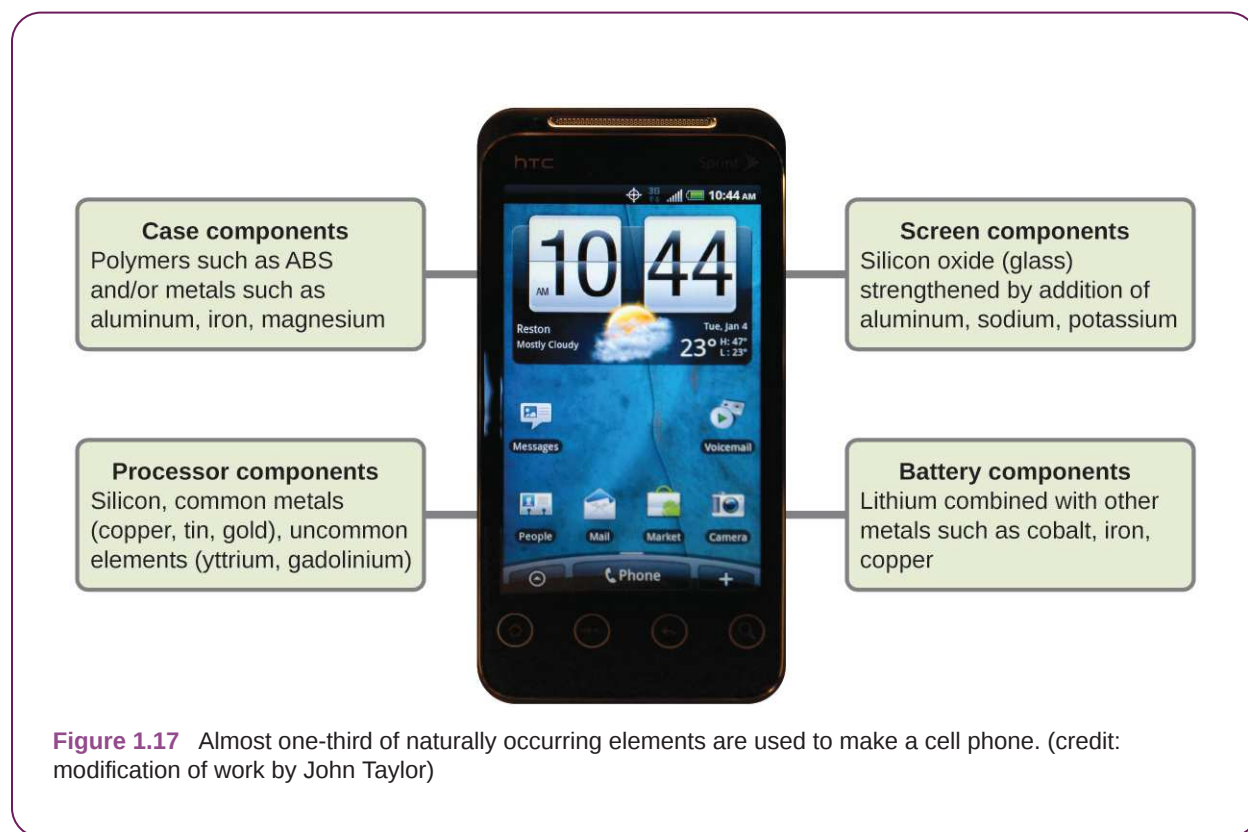 hTC
Sprint
3G
10:44 AM
10 44
AM
Reston
Mostly Cloudy
Tue, Jan 4
23° H: 47°
L: 23°
Messages
Voicemail
People
Mail
Market
Camera
Phone
Case components
Polymers such as ABS
and/or metals such as
aluminum, iron, magnesium
Screen components
Silicon oxide (glass)
strengthened by addition of
aluminum, sodium, potassium
Processor components
Silicon, common metals
(copper, tin, gold), uncommon
elements (yttrium, gadolinium)
Battery components
Lithium combined with other
metals such as cobalt, iron,
copper
Figure 1.17 Almost one-third of naturally occurring elements are used to make a cell phone. (credit:
modification of work by John Taylor)